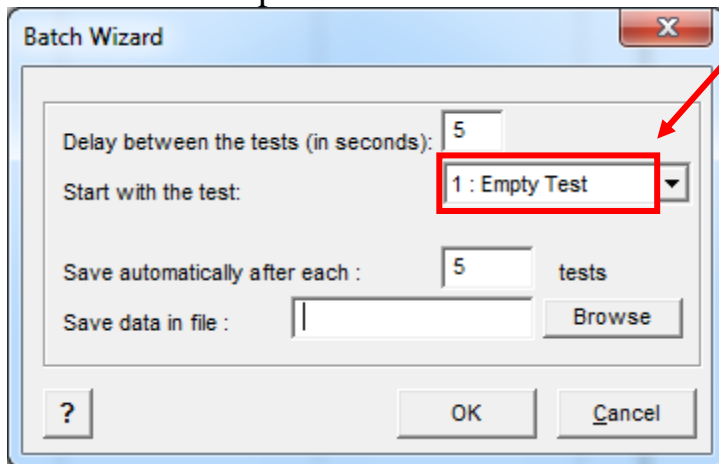 Batch Wizard
Delay between the tests (in seconds): 5
Start with the test: 1 : Empty Test
Save automatically after each : 5 tests
Save data in file : Browse
? OK Cancel